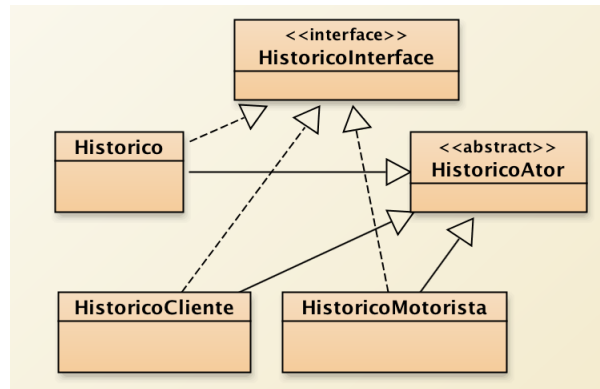 <<interface>>
HistoricoInterface
Historico
<<abstract>>
HistoricoAtor
HistoricoCliente
HistoricoMotorista